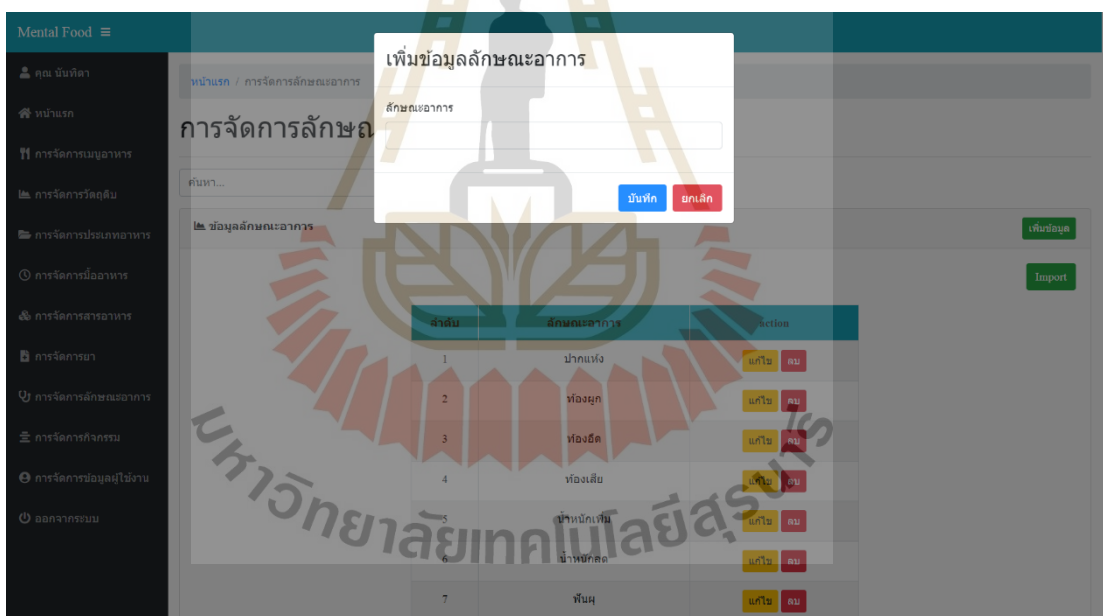 Mental Food
คุณ บันทิตา
หน้าแรก
การจัดการเมนูอาหาร
การจัดการวัตถุดิบ
การจัดการประเภทอาหาร
การจัดการมื้ออาหาร
การจัดการสารอาหาร
การจัดการยา
การจัดการลักษณะอาการ
การจัดการกิจกรรม
การจัดการข้อมูลผู้ใช้งาน
ออกจากระบบ
หน้าแรก / การจัดการลักษณะอาการ
การจัดการลักษณ
ค้นหา...
เพิ่มข้อมูลลักษณะอาการ
ลักษณะอาการ
บันทึก ยกเลิก
ข้อมูลลักษณะอาการ เพิ่มข้อมูล
Import
ลำดับ ลักษณะอาการ action
1 ปากแห้ง แก้ไข ลบ
2 ท้องผูก แก้ไข ลบ
3 ท้องอืด แก้ไข ลบ
4 ท้องเสีย แก้ไข ลบ
5 น้ำหนักเพิ่ม แก้ไข ลบ
6 น้ำหนักลด แก้ไข ลบ
7 ฟันผุ แก้ไข ลบ
มหาวิทยาลัยเทคโนโลยีสุรนารี